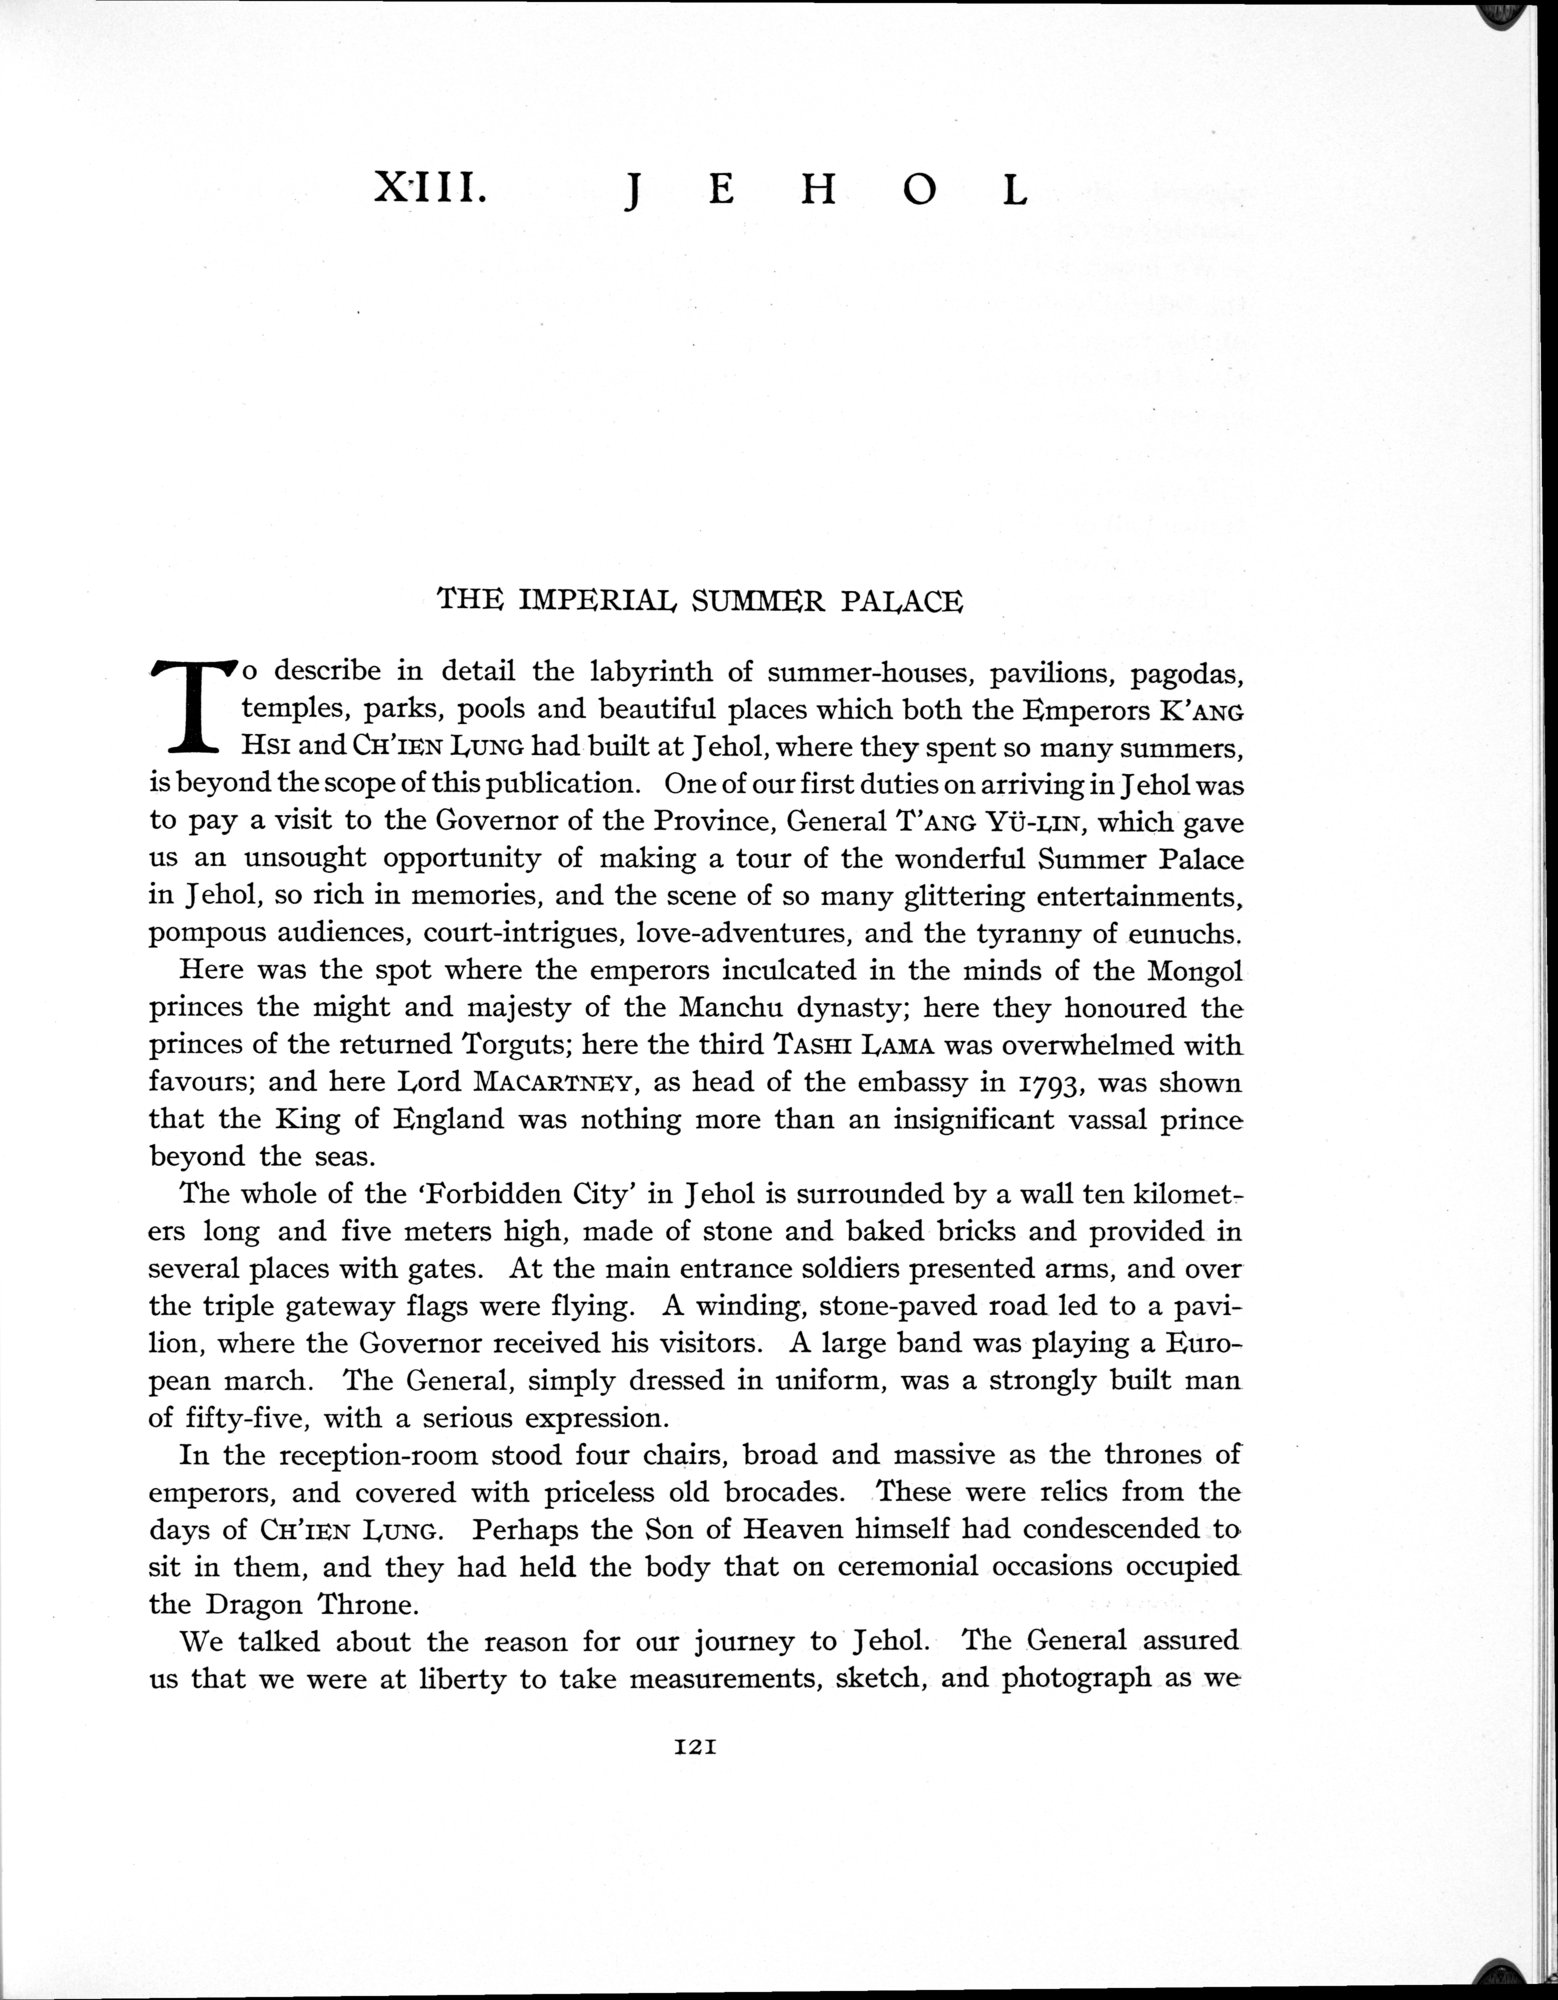 XIII. JEHOL
THE IMPERIAL SUMMER PALACE
To describe in detail the labyrinth of summer-houses, pavilions, pagodas,
temples, parks, pools and beautiful places which both the Emperors K'ANG
HSI and CH'IEN LUNG had built at Jehol, where they spent so many summers,
is beyond the scope of this publication. One of our first duties on arriving in Jehol was
to pay a visit to the Governor of the Province, General T'ANG YÜ-LIN, which gave
us an unsought opportunity of making a tour of the wonderful Summer Palace
in Jehol, so rich in memories, and the scene of so many glittering entertainments,
pompous audiences, court-intrigues, love-adventures, and the tyranny of eunuchs.
Here was the spot where the emperors inculcated in the minds of the Mongol
princes the might and majesty of the Manchu dynasty; here they honoured the
princes of the returned Torguts; here the third TASHI LAMA was overwhelmed with
favours; and here Lord MACARTNEY, as head of the embassy in 1793, was shown
that the King of England was nothing more than an insignificant vassal prince
beyond the seas.
The whole of the 'Forbidden City' in Jehol is surrounded by a wall ten kilomet-
ers long and five meters high, made of stone and baked bricks and provided in
several places with gates. At the main entrance soldiers presented arms, and over
the triple gateway flags were flying. A winding, stone-paved road led to a pavi-
lion, where the Governor received his visitors. A large band was playing a Euro-
pean march. The General, simply dressed in uniform, was a strongly built man
of fifty-five, with a serious expression.
In the reception-room stood four chairs, broad and massive as the thrones of
emperors, and covered with priceless old brocades. These were relics from the
days of CH'IEN LUNG. Perhaps the Son of Heaven himself had condescended to
sit in them, and they had held the body that on ceremonial occasions occupied
the Dragon Throne.
We talked about the reason for our journey to Jehol. The General assured
us that we were at liberty to take measurements, sketch, and photograph as we
121